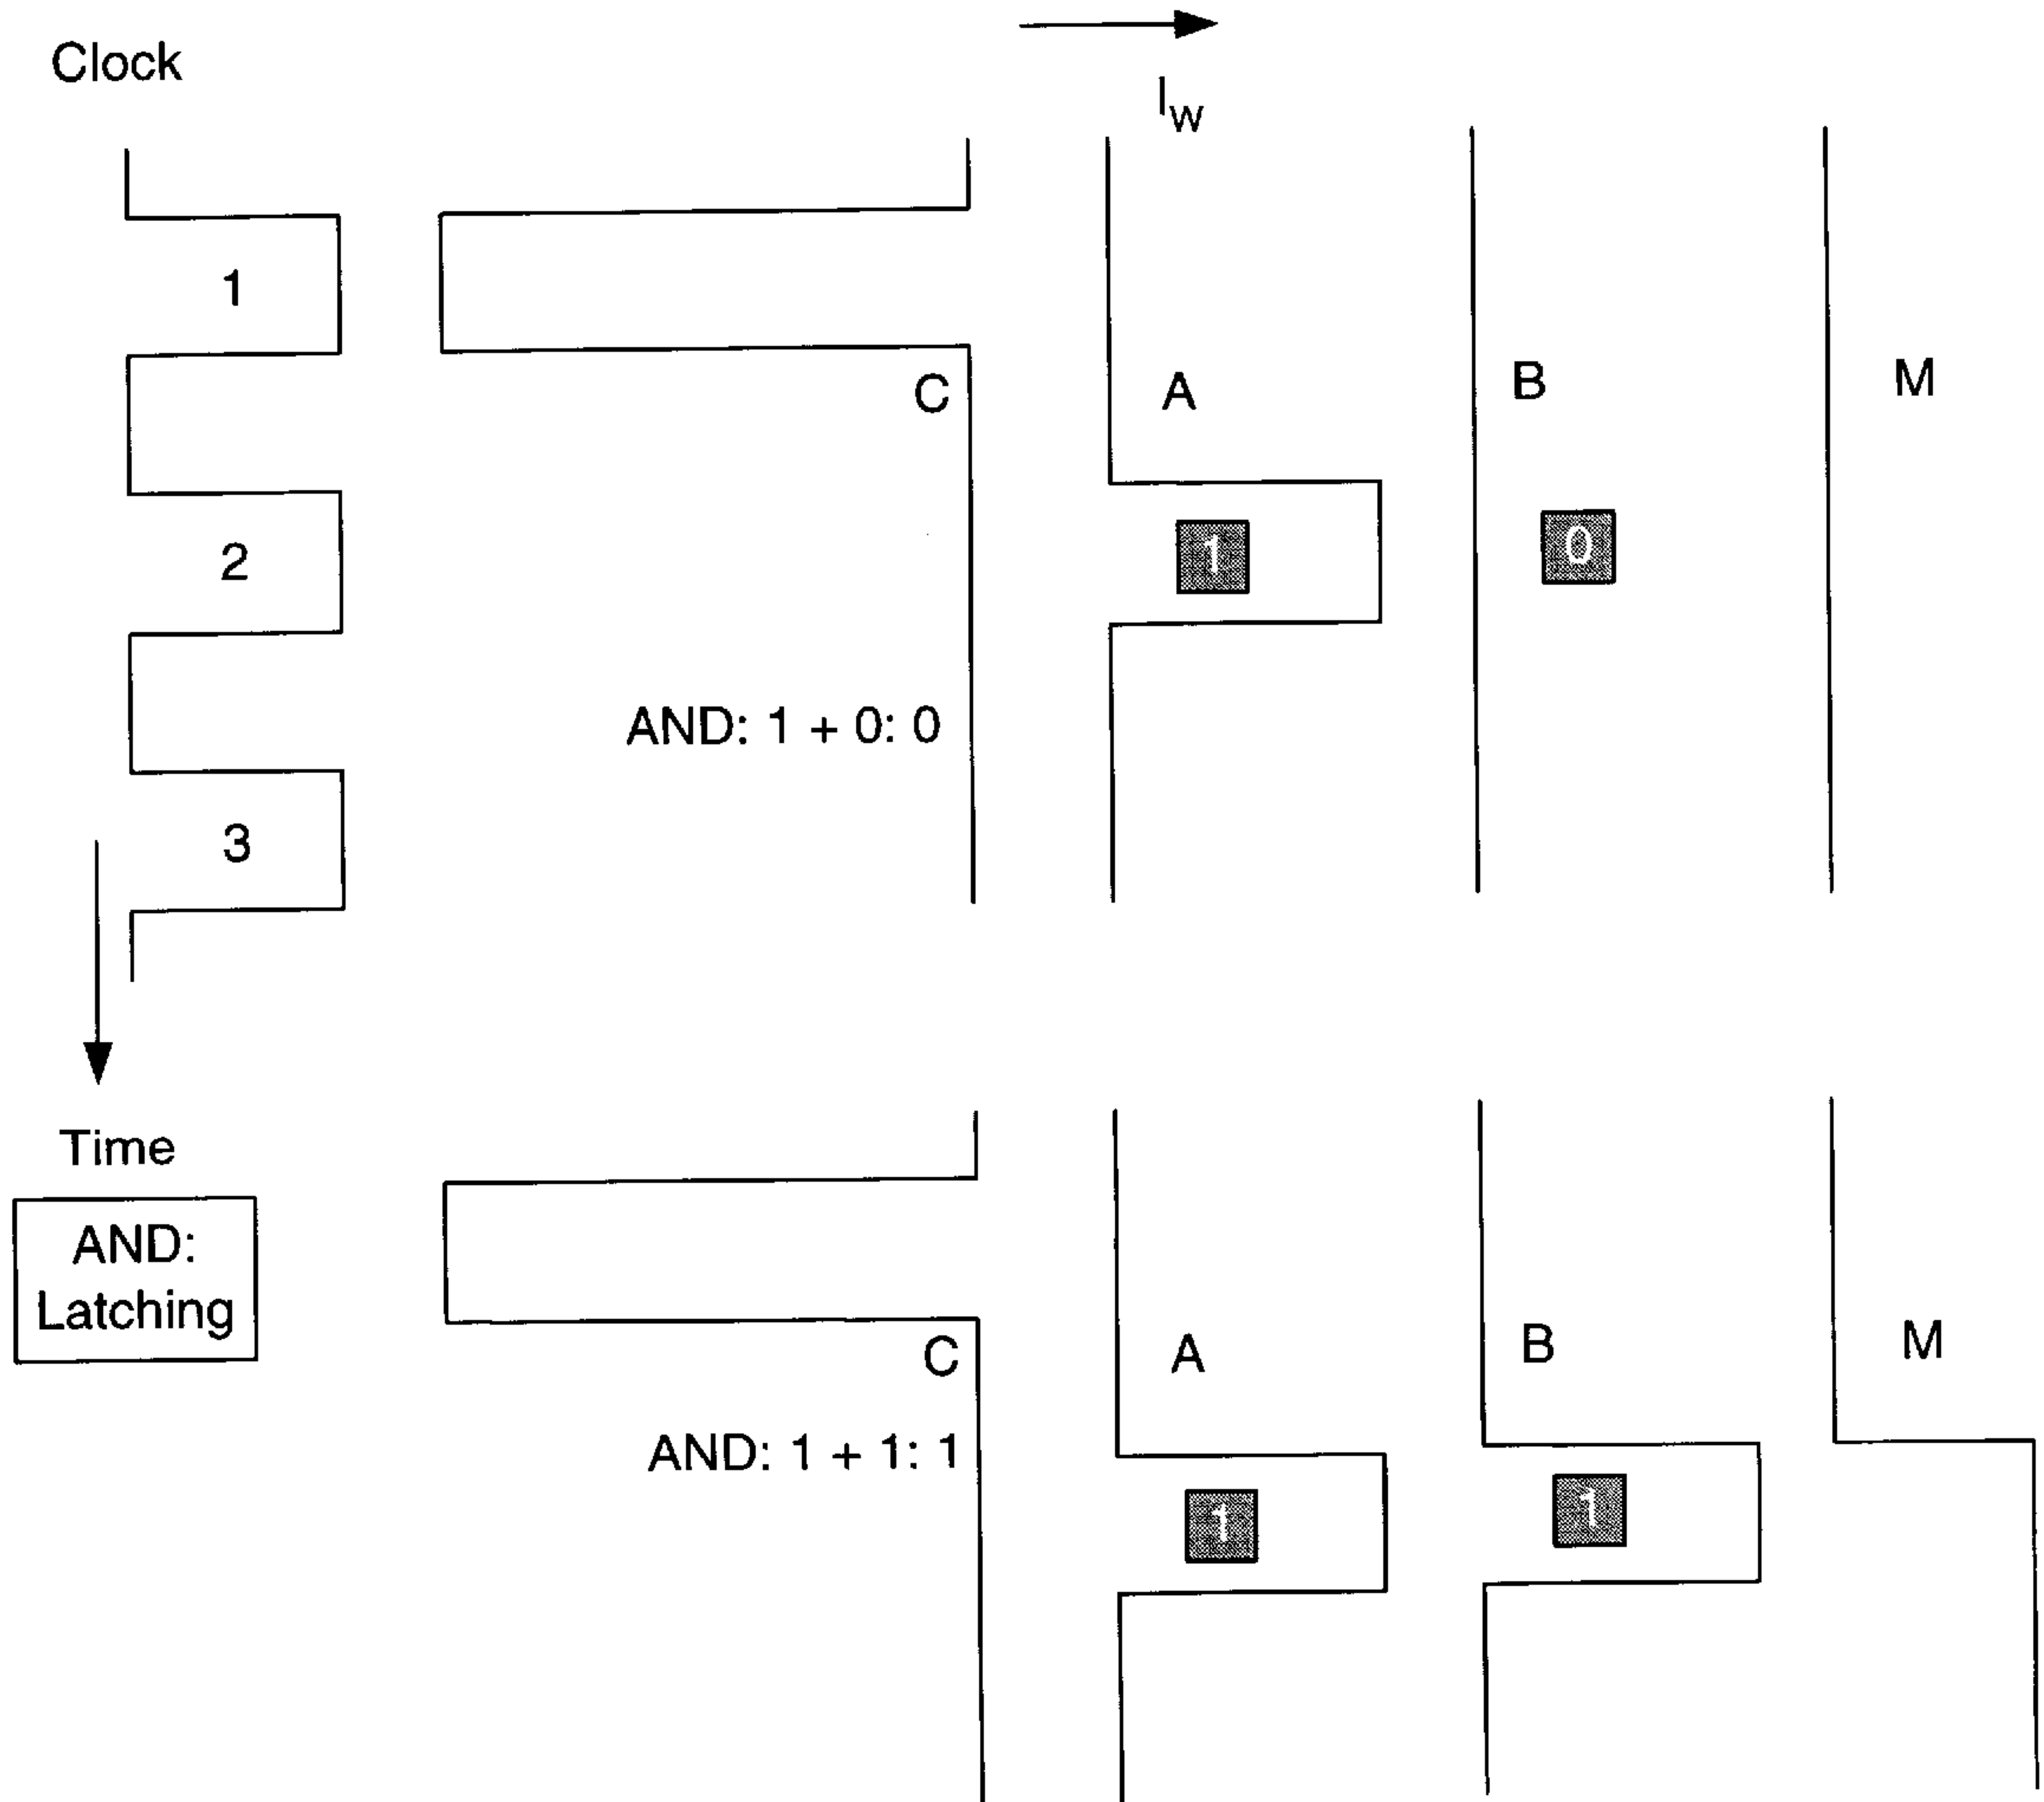 Clock
I_W
1
C
A
B
M
2
1
0
AND: 1 + 0: 0
3
Time
AND:
Latching
C
A
B
M
AND: 1 + 1: 1
1
1